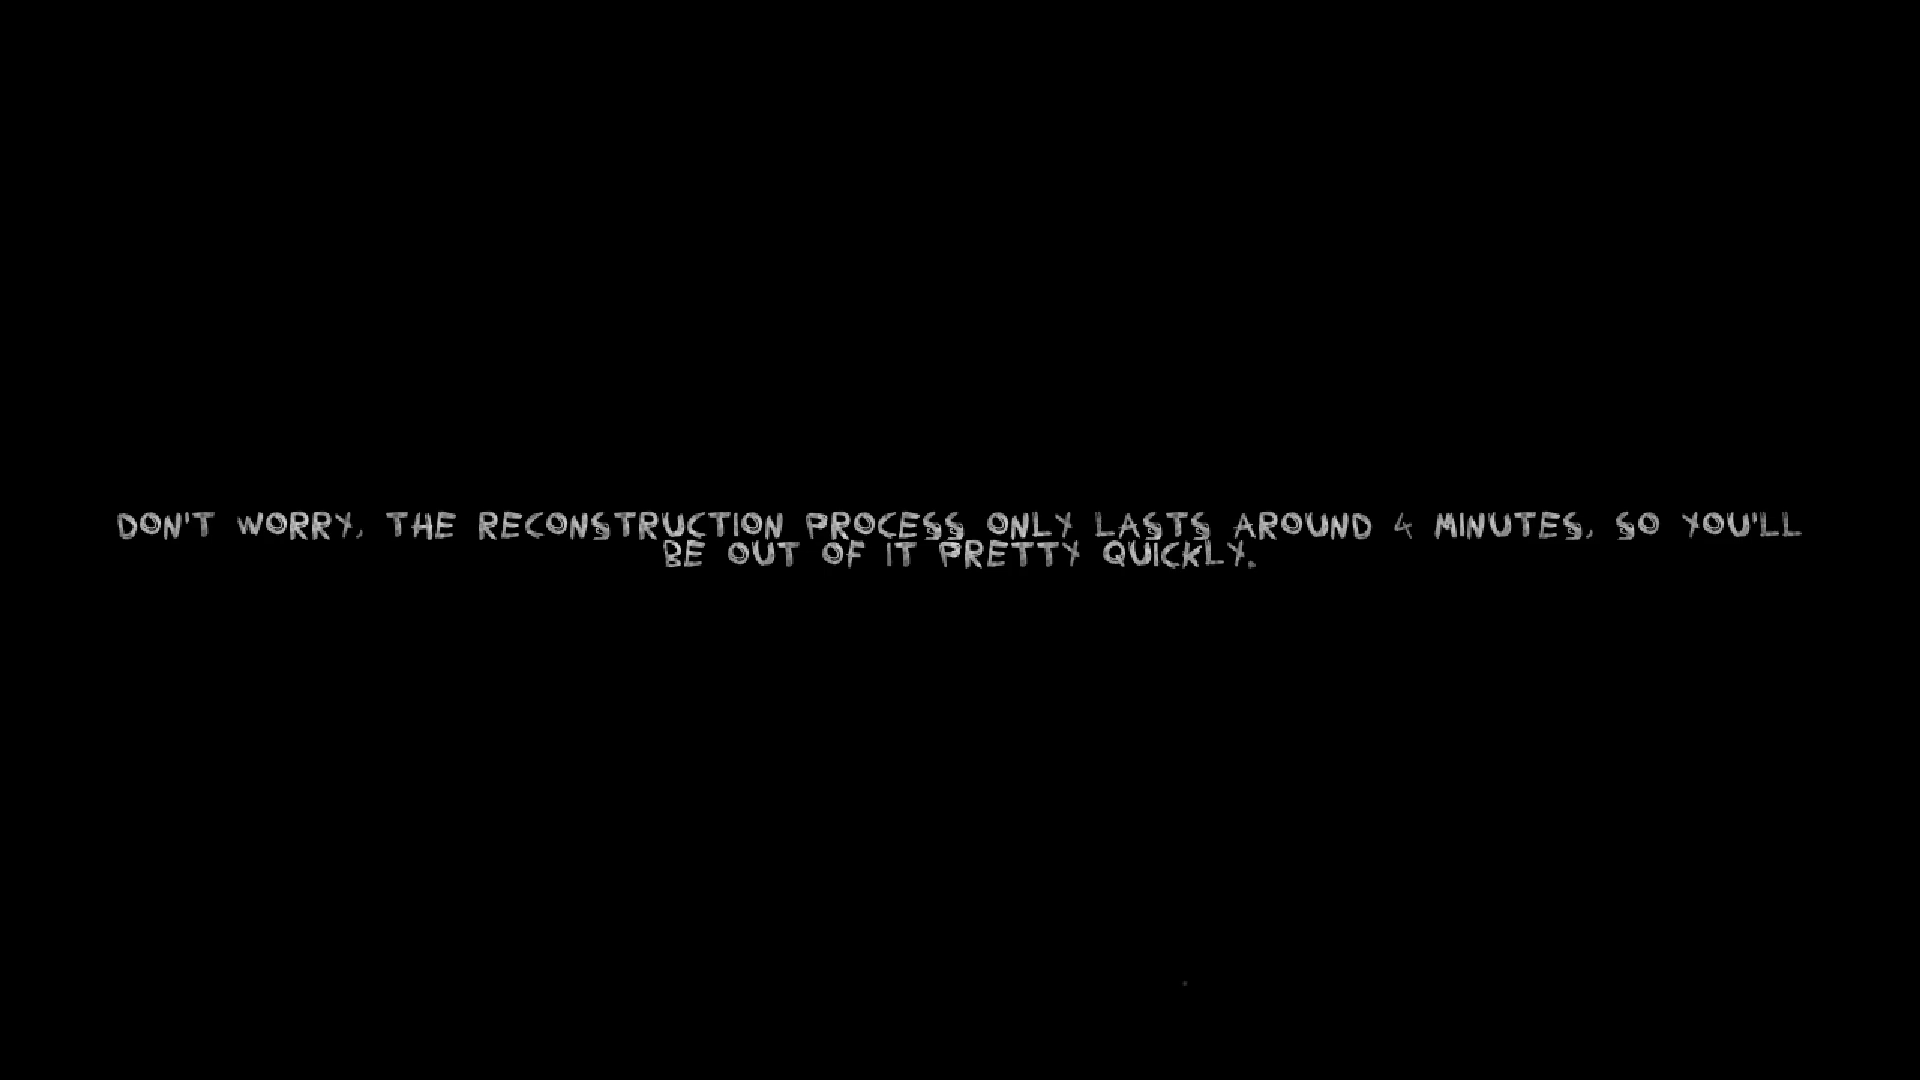 DON'T WORRY, THE RECONSTRUCTION PROCESS ONLY LASTS AROUND 4 MINUTES, SO YOU'LL
BE OUT OF IT PRETTY QUICKLY.